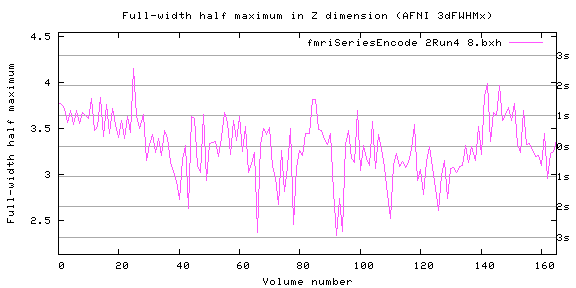 Full-width half maximum in Z dimension (AFNI 3dFWHMx)
fmriSeriesEncode 2Run4 8.bxh
Full-width half maximum
4.5
4
3.5
3
2.5
3s
2s
1s
0s
1s
2s
3s
0 20 40 60 80 100 120 140 160
Volume number